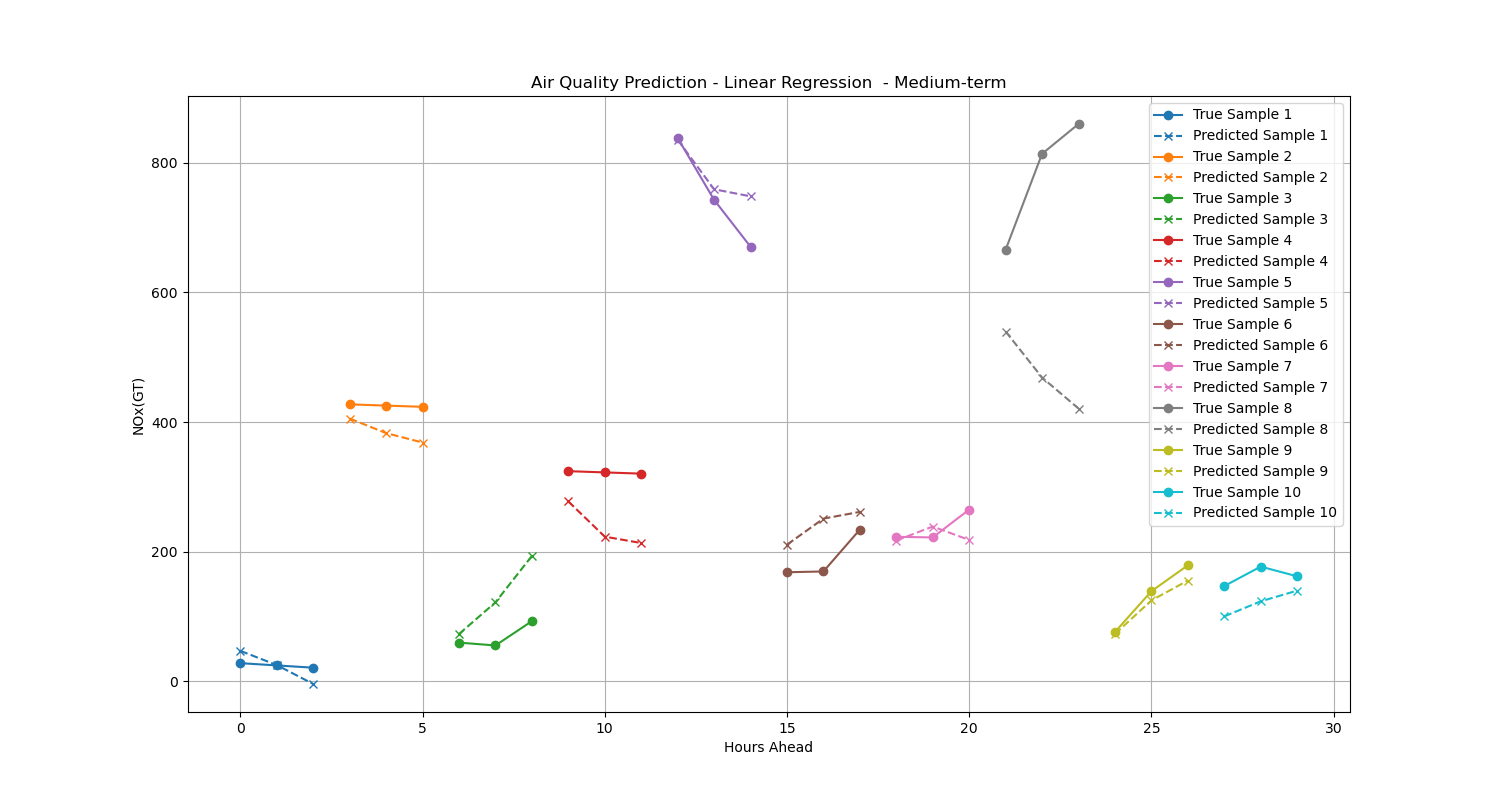 Air Quality Prediction - Linear Regression  - Medium-term
True Sample 1
Predicted Sample 1
True Sample 2
Predicted Sample 2
True Sample 3
Predicted Sample 3
True Sample 4
Predicted Sample 4
True Sample 5
Predicted Sample 5
True Sample 6
Predicted Sample 6
True Sample 7
Predicted Sample 7
True Sample 8
Predicted Sample 8
True Sample 9
Predicted Sample 9
True Sample 10
Predicted Sample 10
NOx(GT)
800
600
400
200
0
0 5 10 15 20 25 30
Hours Ahead